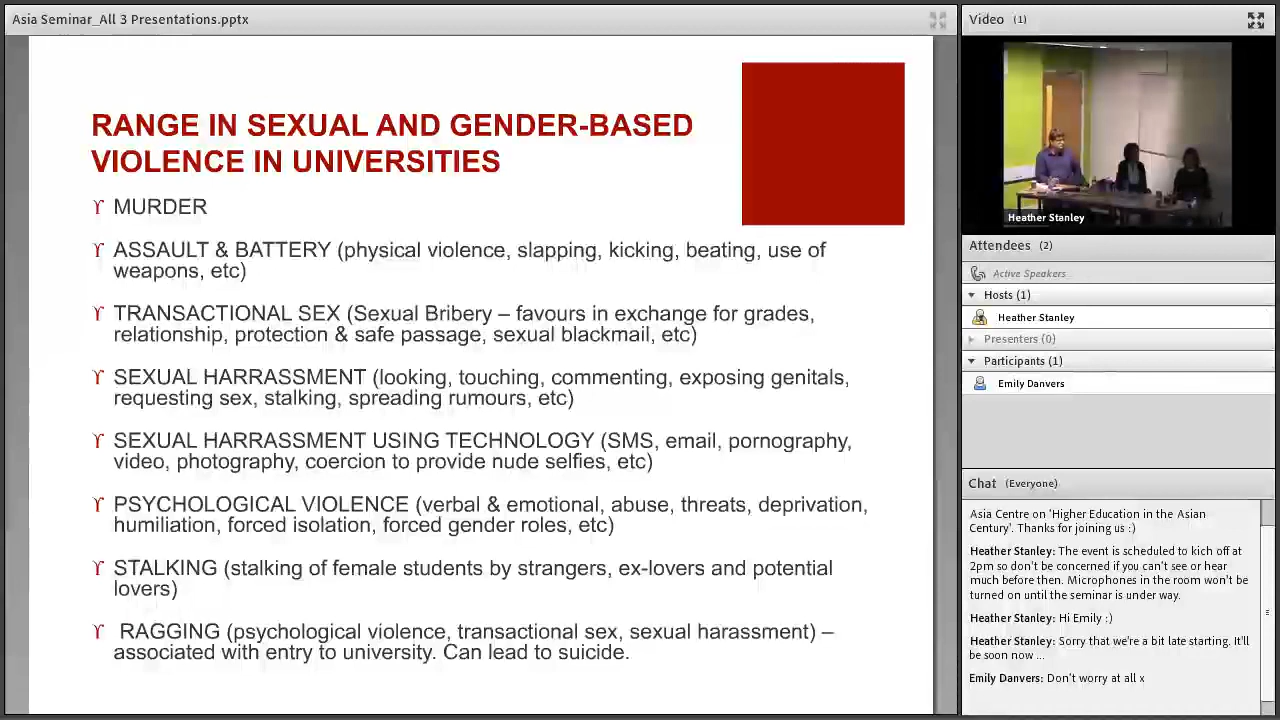 Asia Seminar_All 3 Presentations.pptx
RANGE IN SEXUAL AND GENDER-BASED
VIOLENCE IN UNIVERSITIES
MURDER
ASSAULT & BATTERY (physical violence, slapping, kicking, beating, use of
weapons, etc)
TRANSACTIONAL SEX (Sexual Bribery – favours in exchange for grades,
relationship, protection & safe passage, sexual blackmail, etc)
SEXUAL HARRASSMENT (looking, touching, commenting, exposing genitals,
requesting sex, stalking, spreading rumours, etc)
SEXUAL HARRASSMENT USING TECHNOLOGY (SMS, email, pornography,
video, photography, coercion to provide nude selfies, etc)
PSYCHOLOGICAL VIOLENCE (verbal & emotional, abuse, threats, deprivation,
humiliation, forced isolation, forced gender roles, etc)
STALKING (stalking of female students by strangers, ex-lovers and potential
lovers)
RAGGING (psychological violence, transactional sex, sexual harassment) –
associated with entry to university. Can lead to suicide.
Video (1)
Heather Stanley
Attendees (2)
Active Speakers
Hosts (1)
Heather Stanley
Presenters (0)
Participants (1)
Emily Danvers
Chat (Everyone)
Asia Centre on 'Higher Education in the Asian
Century'. Thanks for joining us :)
Heather Stanley: The event is scheduled to kick off at
2pm so don't be concerned if you can't see or hear
much before then. Microphones in the room won't be
turned on until the seminar is under way.
Heather Stanley: Hi Emily :)
Heather Stanley: Sorry that we're a bit late starting. It'll
be soon now ...
Emily Danvers: Don't worry at all x